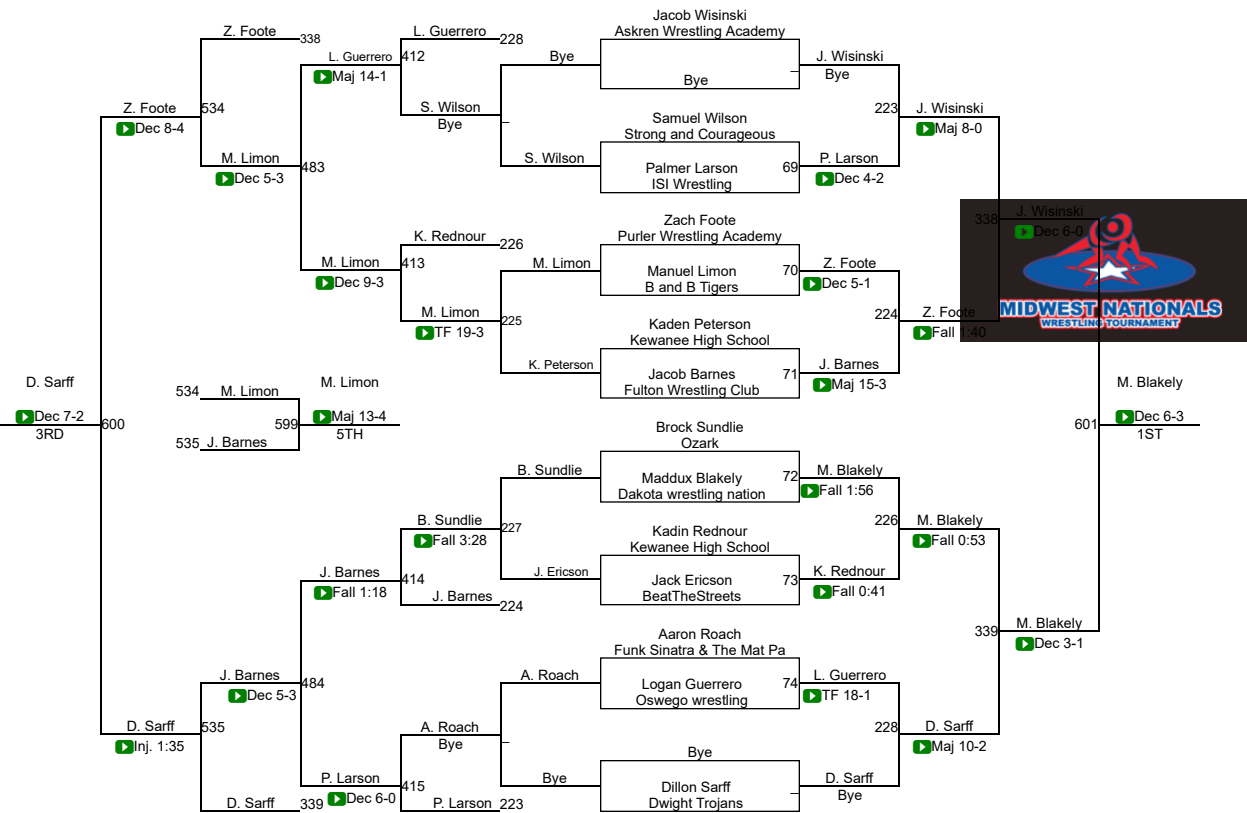 Jacob Wisinski
Askren Wrestling Academy
Z. Foote
338
L. Guerrero
228
L. Guerrero
412
Bye
J. Wisinski
Maj 14-1
Bye
Bye
Z. Foote
534
S. Wilson
223
J. Wisinski
Dec 8-4
Bye
Samuel Wilson
Maj 8-0
Strong and Courageous
M. Limon
483
S. Wilson
Palmer Larson
69
P. Larson
Dec 5-3
ISI Wrestling
Dec 4-2
Zach Foote
338
J. Wisinski
K. Rednour
226
Purler Wrestling Academy
Dec 6-0
M. Limon
413
M. Limon
Manuel Limon
70
Z. Foote
Dec 9-3
B and B Tigers
Dec 5-1
MIDWEST NATIONALS
WRESTLING TOURNAMENT
M. Limon
225
Kaden Peterson
224
Z. Foote
TF 19-3
Kewanee High School
Fall 1:40
K. Peterson
Jacob Barnes
71
J. Barnes
Fulton Wrestling Club
Maj 15-3
D. Sarff
534
M. Limon
M. Limon
M. Blakely
Dec 7-2
600
599
Maj 13-4
601
Dec 6-3
3RD
535
J. Barnes
5TH
1ST
Brock Sundlie
Ozark
B. Sundlie
Maddux Blakely
72
M. Blakely
Dakota wrestling nation
Fall 1:56
B. Sundlie
227
Kadin Rednour
226
M. Blakely
Fall 3:28
Kewanee High School
Fall 0:53
J. Barnes
414
J. Ericson
Jack Ericson
73
K. Rednour
Fall 1:18
J. Barnes
224
BeatTheStreets
Fall 0:41
Aaron Roach
339
M. Blakely
Funk Sinatra & The Mat Pa
Dec 3-1
J. Barnes
484
A. Roach
Logan Guerrero
74
L. Guerrero
Dec 5-3
Oswego wrestling
TF 18-1
D. Sarff
535
A. Roach
228
D. Sarff
Inj. 1:35
Bye
Bye
Maj 10-2
P. Larson
415
Bye
Dillon Sarff
D. Sarff
D. Sarff
339
Dec 6-0
P. Larson
223
Dwight Trojans
Bye